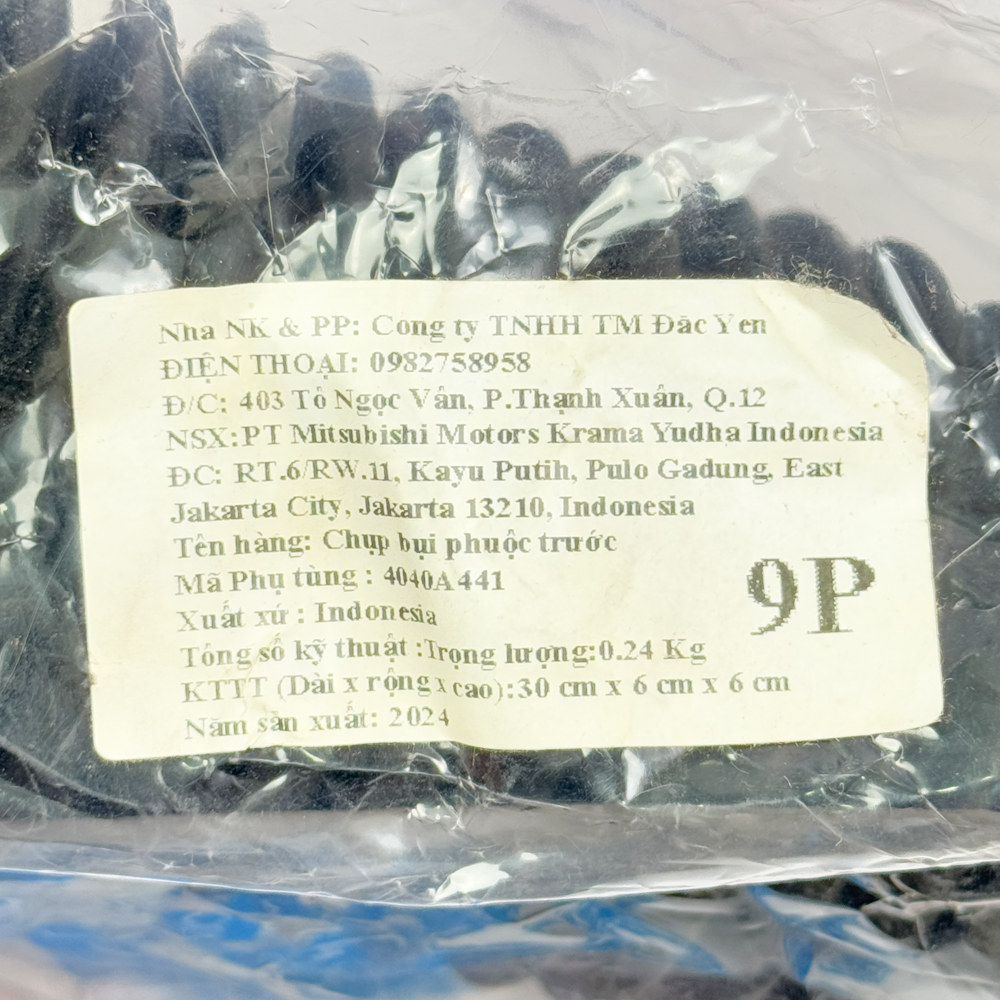 Nha NK & PP: Cong ty TNHH TM Đăc Yen
ĐIỆN THOẠI: 0982758958
Đ/C: 403 Tô Ngọc Vân, P.Thạnh Xuân, Q.12
NSX:PT Mitsubishi Motors Krama Yudha Indonesia
ĐC: RT.6/RW.11, Kayu Putih, Pulo Gadung, East
Jakarta City, Jakarta 13210, Indonesia
Tên hàng: Chụp bụi phuộc trước
Mã Phụ tùng : 4040A441
Xuất xứ : Indonesia
Tổng số kỹ thuật :Trọng lượng:0.24 Kg
KTTT (Dài x rộng x cao):30 cm x 6 cm x 6 cm
Năm sản xuất: 2024
9P